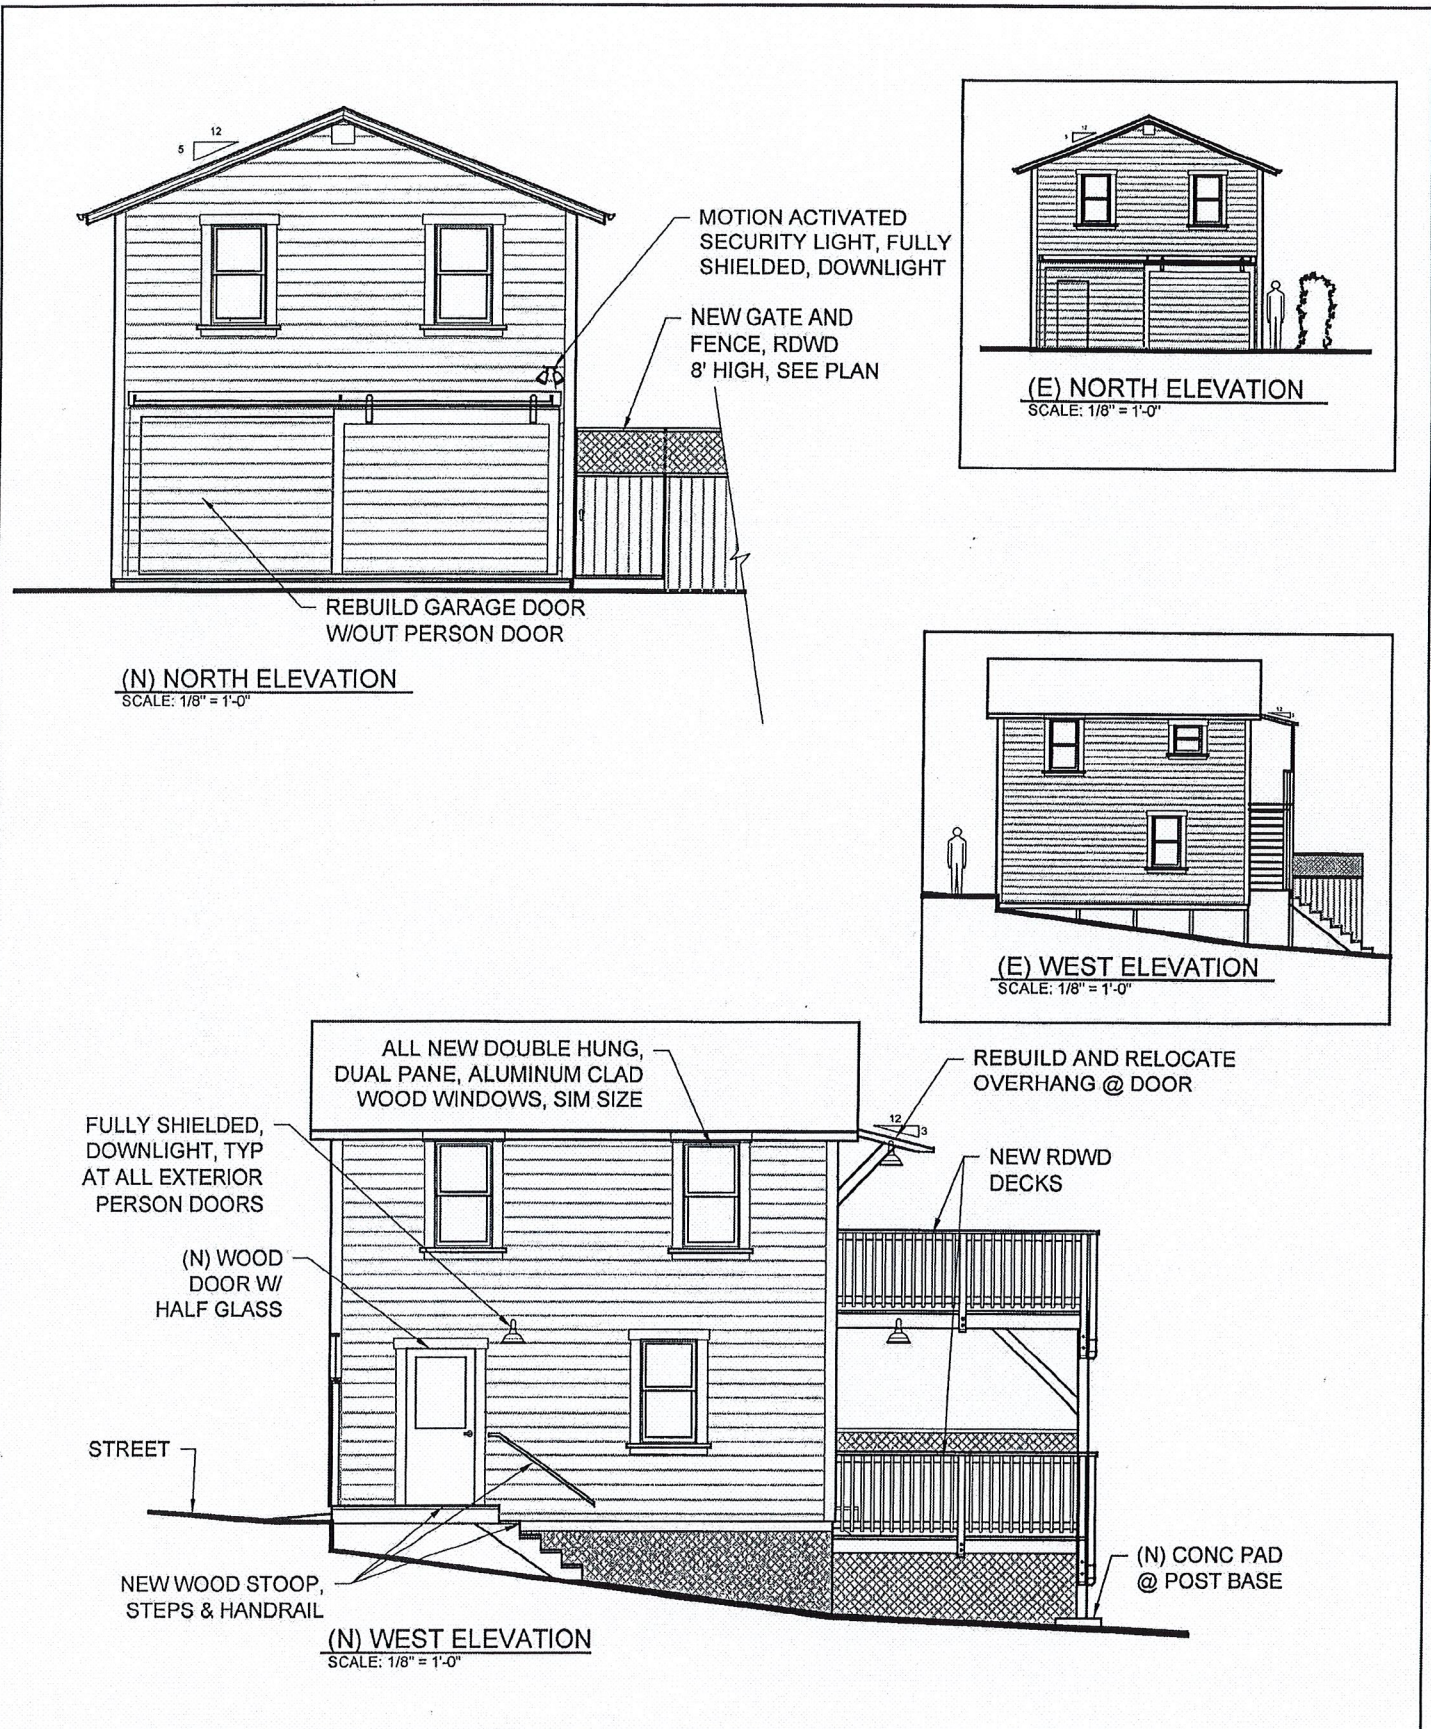 12
5
MOTION ACTIVATED
SECURITY LIGHT, FULLY
SHIELDED, DOWNLIGHT
NEW GATE AND
FENCE, RDWD
8' HIGH, SEE PLAN
REBUILD GARAGE DOOR
W/OUT PERSON DOOR
(N) NORTH ELEVATION
SCALE: 1/8" = 1'-0"
12
5
(E) NORTH ELEVATION
SCALE: 1/8" = 1'-0"
12
3
(E) WEST ELEVATION
SCALE: 1/8" = 1'-0"
ALL NEW DOUBLE HUNG,
DUAL PANE, ALUMINUM CLAD
WOOD WINDOWS, SIM SIZE
REBUILD AND RELOCATE
OVERHANG @ DOOR
12
3
FULLY SHIELDED,
DOWNLIGHT, TYP
AT ALL EXTERIOR
PERSON DOORS
NEW RDWD
DECKS
(N) WOOD
DOOR W/
HALF GLASS
STREET
NEW WOOD STOOP,
STEPS & HANDRAIL
(N) CONC PAD
@ POST BASE
(N) WEST ELEVATION
SCALE: 1/8" = 1'-0"